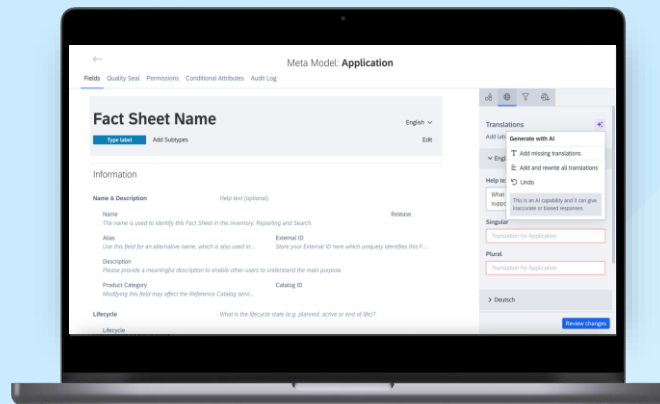 Meta Model: Application
Fields Quality Seal Permissions Conditional Attributes Audit Log
Fact Sheet Name
English
Type label Add Subtypes
Edit
Information
Name & Description Help text (optional)
Name Release
The name is used to identify this Fact Sheet in the Inventory, Reporting and Search.
Alias External ID
Use this field for an alternative name, which is also used in... Store your External ID here which uniquely identifies this F...
Description
Please provide a meaningful description to enable other users to understand the main purpose.
Product Category Catalog ID
Modifying this field may affect the Reference Catalog servi...
Lifecycle What is the lifecycle state (e.g. planned, active or end of life)?
Lifecycle
Translations
Add
Generate with AI
Add missing translations
Add and rewrite all translations
Undo
This is an AI capability and it can give
inaccurate or biased responses.
Engl
Help te
What
suppo
Singular
Translation for Application
Plural
Translation for Application
Deutsch
Review changes